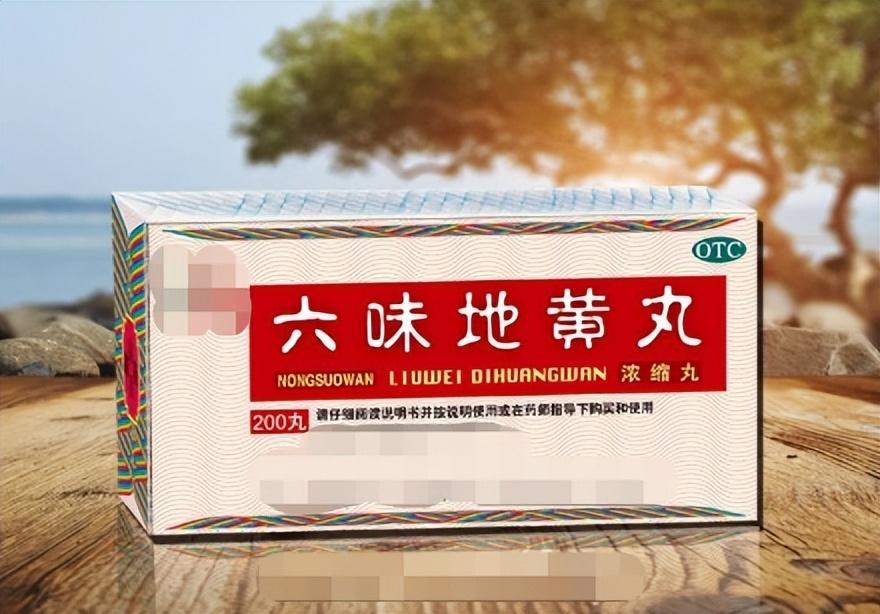 OTC
六味地黄丸
NONGSUOWAN LIUWEI DIHUANGWAN 浓缩丸
200丸 请仔细阅读说明书并按说明使用或在药师指导下购买和使用